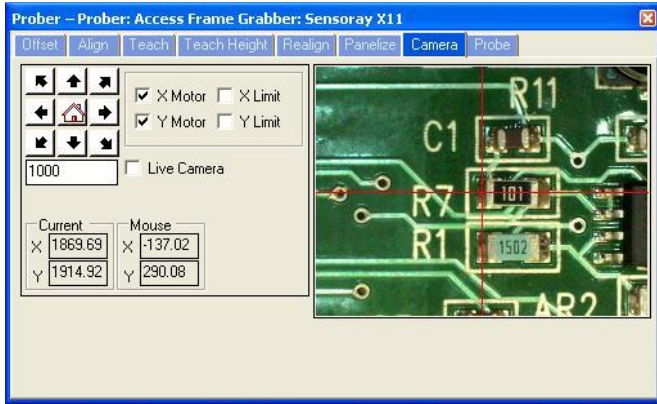 Prober – Prober: Access Frame Grabber: Sensoray X11
Offset Align Teach Teach Height Realign Panelize Camera Probe
X Motor X Limit
Y Motor Y Limit
1000
Live Camera
Current Mouse
X 1869.69 X -137.02
Y 1914.92 Y 290.08
R11
C1
R7 101
R1 1502
AR2